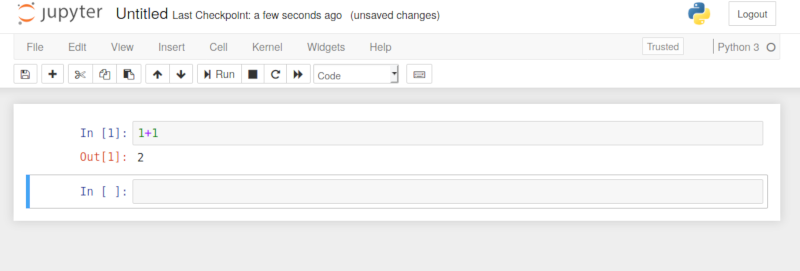 jupyter Untitled Last Checkpoint: a few seconds ago (unsaved changes) Logout
File Edit View Insert Cell Kernel Widgets Help Trusted Python 3
Run Code
In [1]: 1+1
Out[1]: 2
In [ ]: